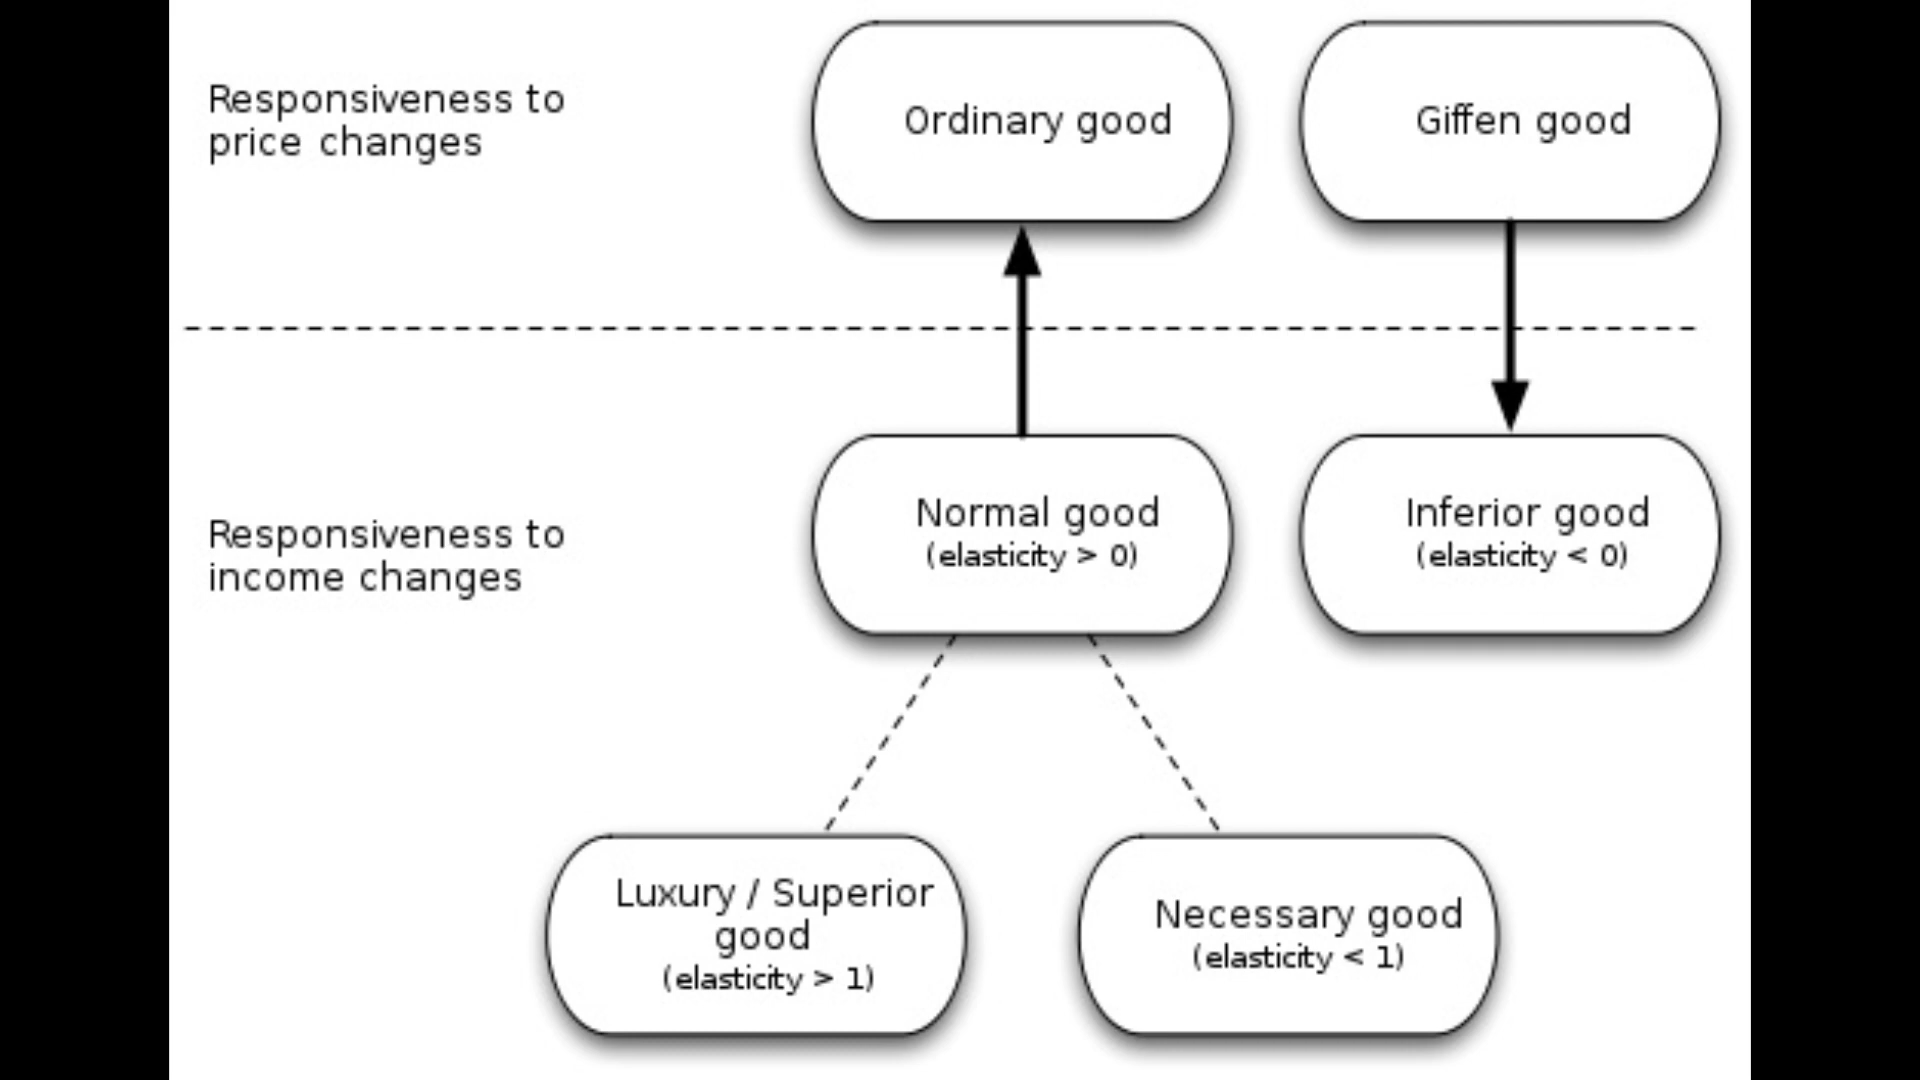 Responsiveness to
price changes
Ordinary good
Giffen good
Responsiveness to
income changes
Normal good
(elasticity > 0)
Inferior good
(elasticity < 0)
Luxury / Superior
good
(elasticity > 1)
Necessary good
(elasticity < 1)